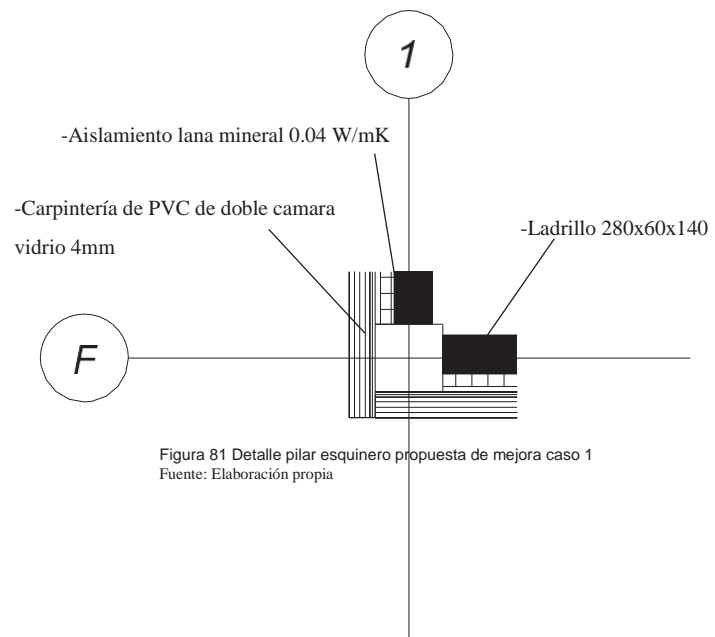 1
-Aislamiento lana mineral 0.04 W/mK
-Carpintería de PVC de doble camara
vidrio 4mm
-Ladrillo 280x60x140
F
Figura 81 Detalle pilar esquinero propuesta de mejora caso 1
Fuente: Elaboración propia